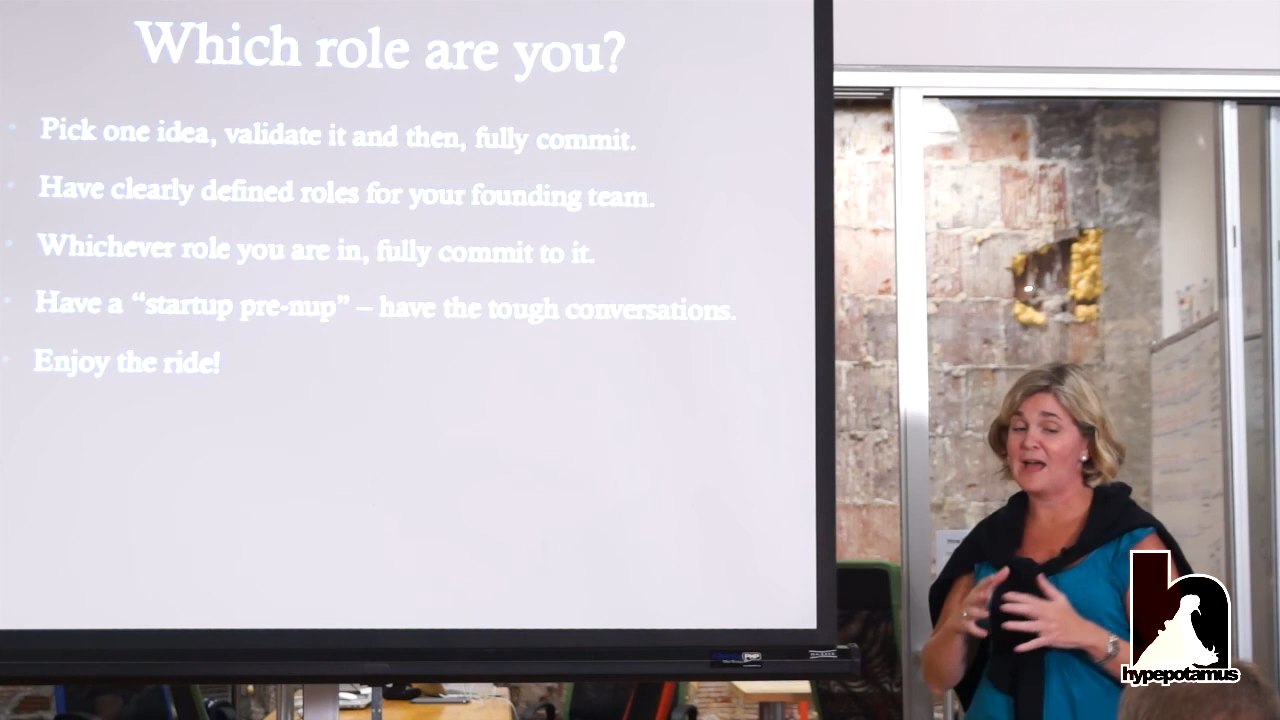 Which role are you?
Pick one idea, validate it and then, fully commit.
Have clearly defined roles for your founding team.
Whichever role you are in, fully commit to it.
Have a “startup pre-nup” – have the tough conversations.
Enjoy the ride!
h
hypepotamus